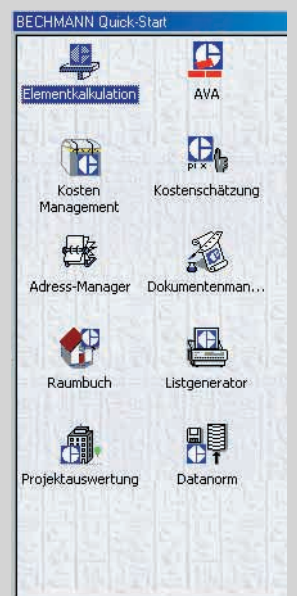 BECHMANN Quick-Start
Elementkalkulation
AVA
Kosten
Management
Kostenschätzung
Adress-Manager
Dokumentenman...
Raumbuch
Listgenerator
Projektauswertung
Datanorm